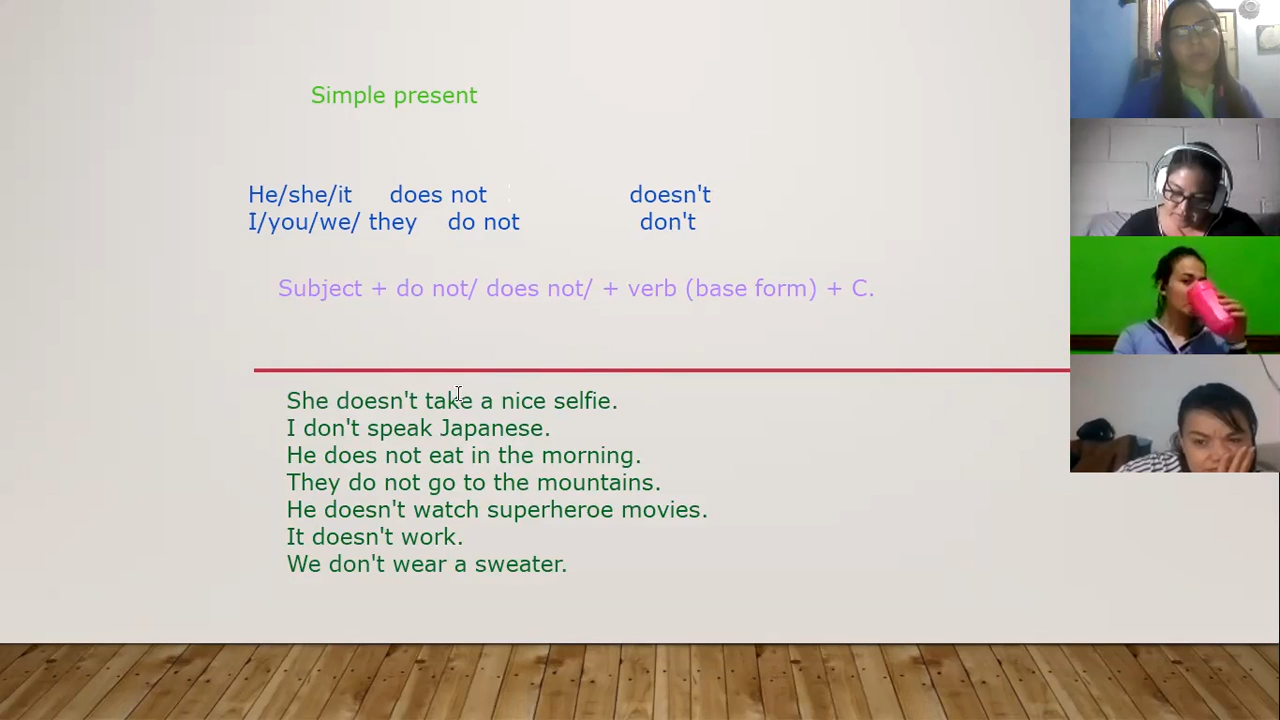 Simple present
He/she/it does not doesn't
I/you/we/ they do not don't
Subject + do not/ does not/ + verb (base form) + C.
She doesn't take a nice selfie.
I don't speak Japanese.
He does not eat in the morning.
They do not go to the mountains.
He doesn't watch superheroe movies.
It doesn't work.
We don't wear a sweater.